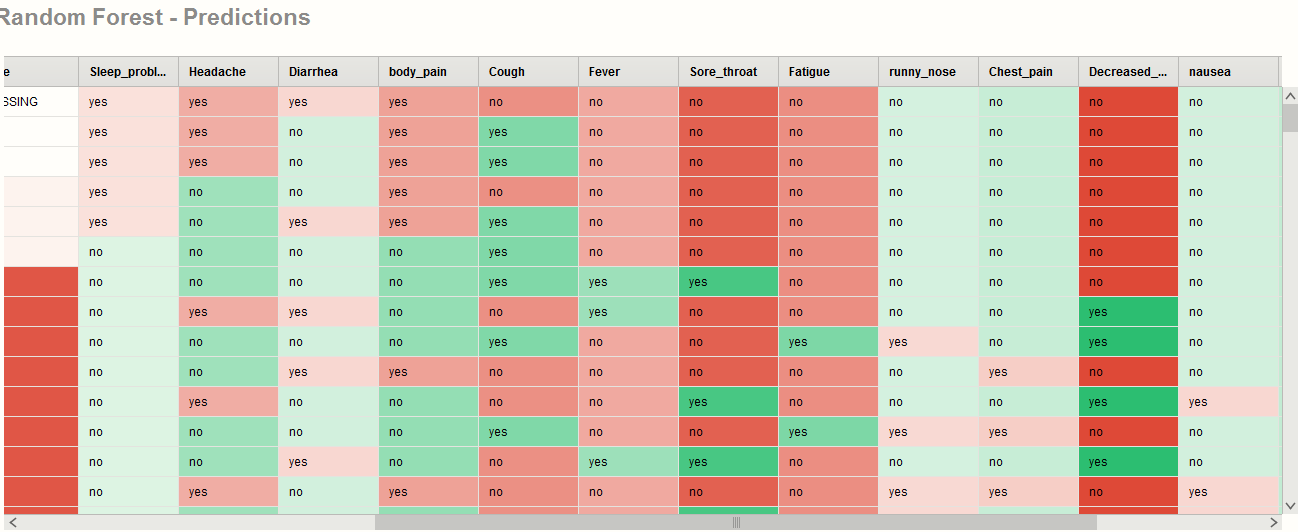 Random Forest - Predictions
e Sleep_probl... Headache Diarrhea body_pain Cough Fever Sore_throat Fatigue runny_nose Chest_pain Decreased_... nausea
SSING yes yes yes yes no no no no no no no no
yes yes no yes yes no no no no no no no
yes yes no yes yes no no no no no no no
yes no no yes no no no no no no no no
yes no yes yes yes no no no no no no no
no no no no yes no no no no no no no
no no no no yes yes yes no no no no no
no yes yes no no yes no no no no yes no
no no no no yes no no yes yes no yes no
no no yes yes no no no no no yes no no
no yes no no no no yes no no no yes yes
no no no no yes no no yes yes yes no no
no no yes no no yes yes no no no yes no
no yes no yes no no no no yes yes no yes